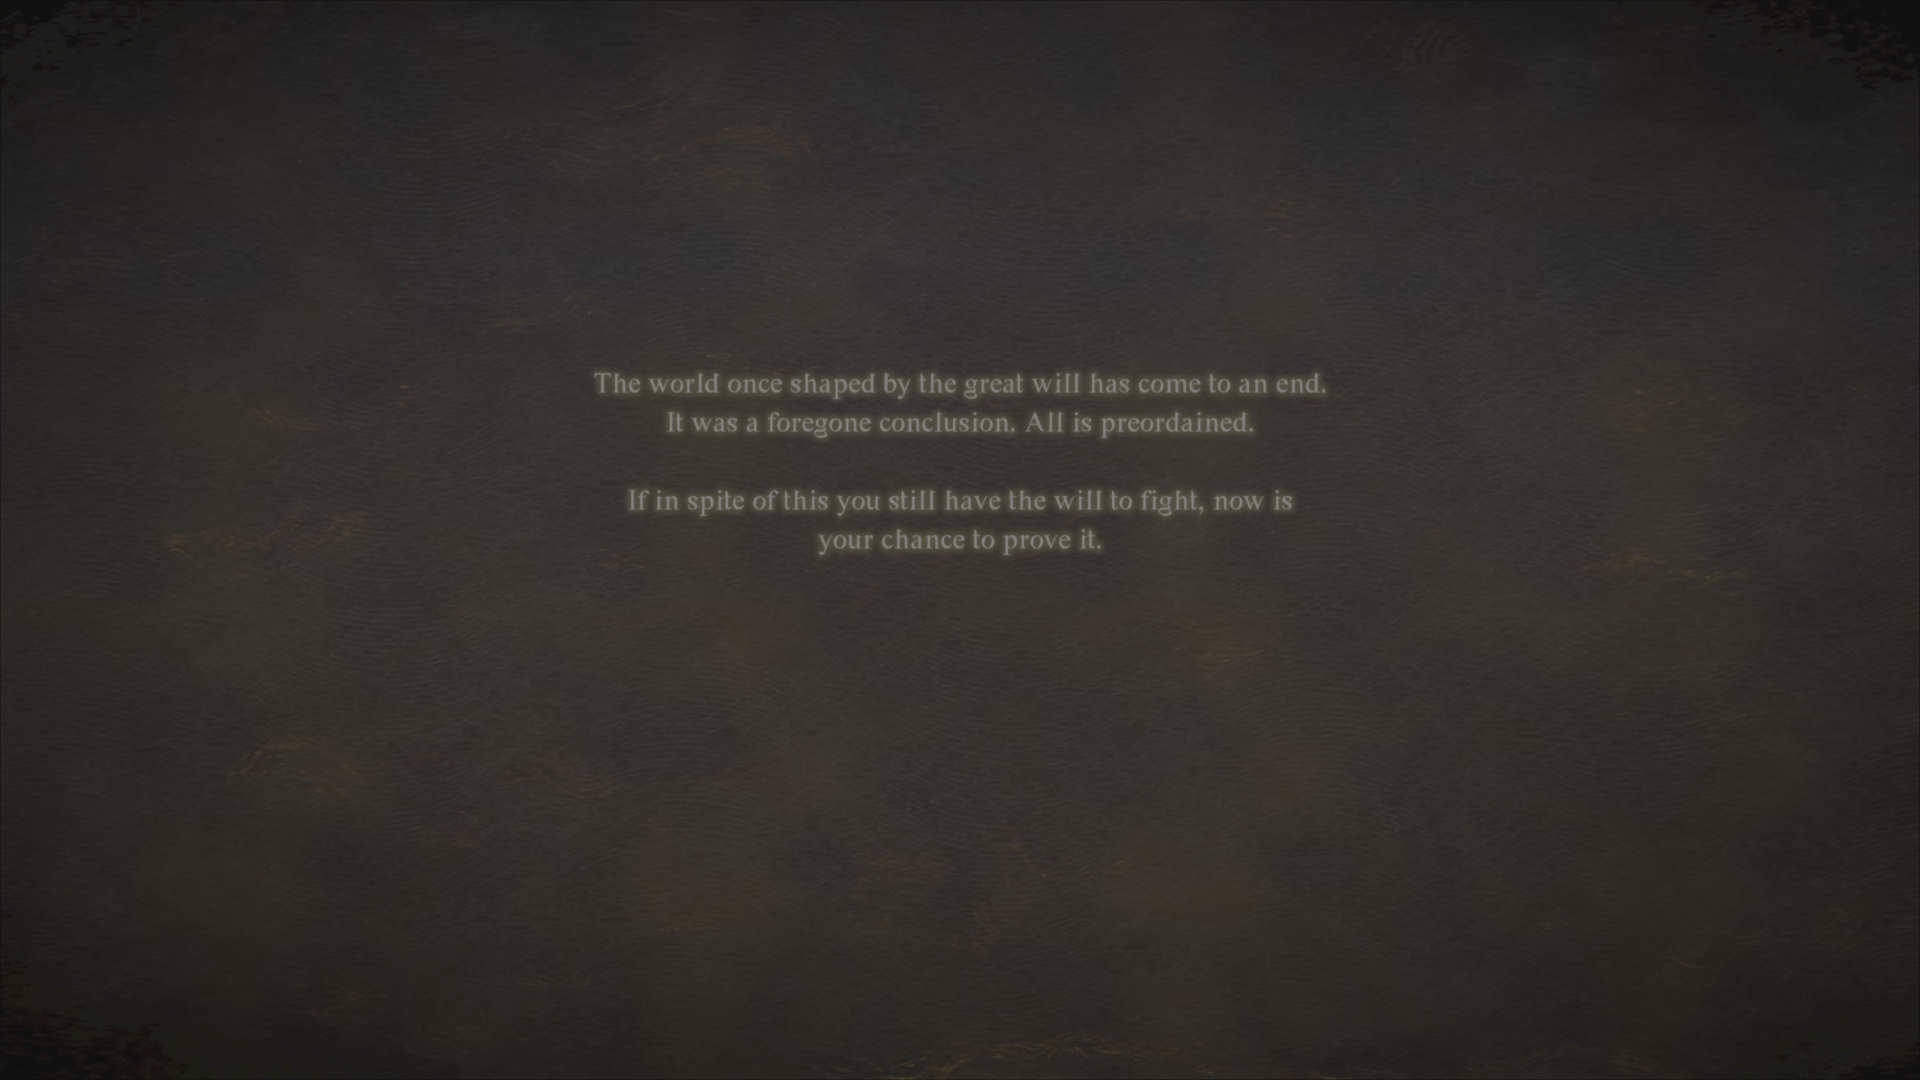 The world once shaped by the great will has come to an end.
It was a foregone conclusion. All is preordained.
If in spite of this you still have the will to fight, now is
your chance to prove it.